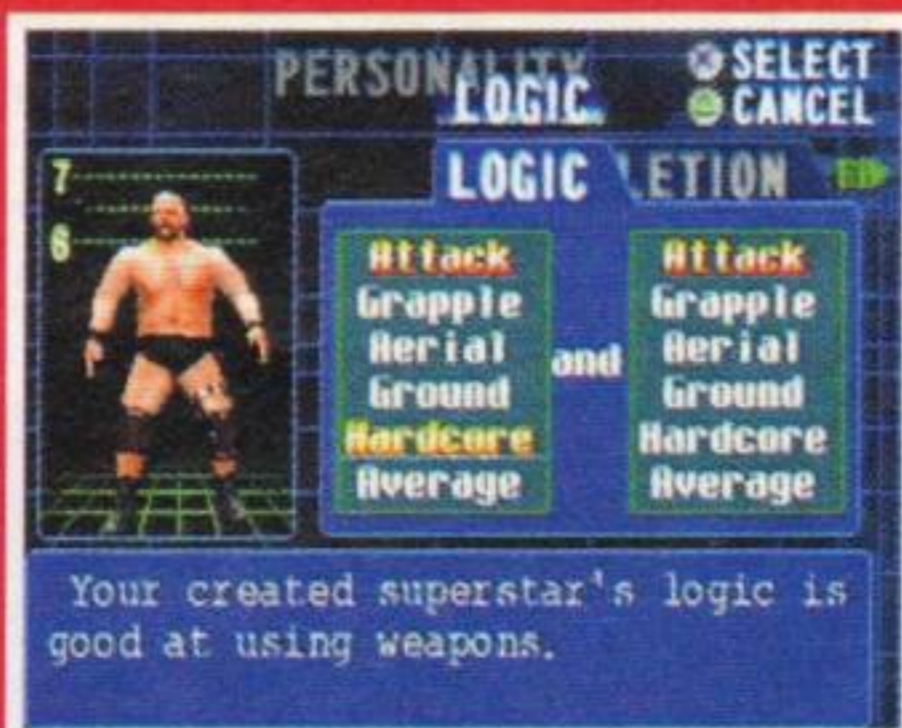 PERSONALITY
LOGIC
SELECT
CANCEL
LOGIC
LETION
7
6
Attack
Grapple
Aerial
Ground
Hardcore
Average
and
Attack
Grapple
Aerial
Ground
Hardcore
Average
Your created superstar's logic is
good at using weapons.